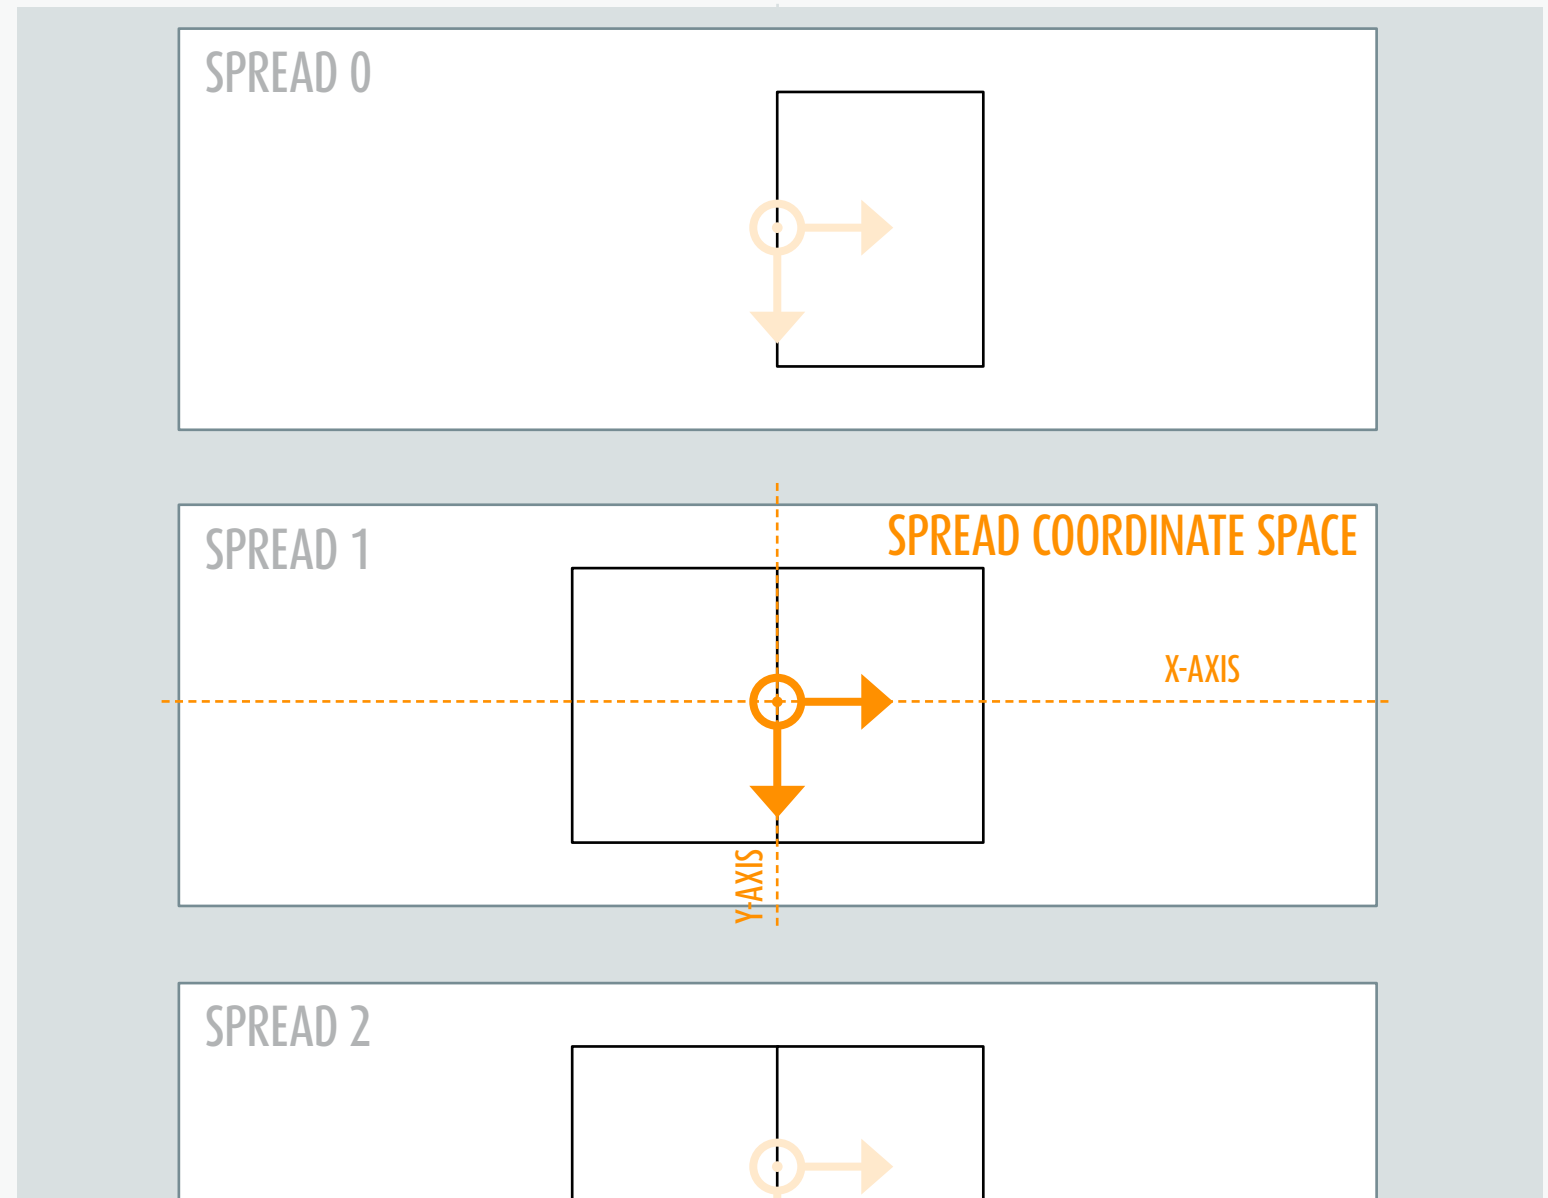 SPREAD 0
SPREAD 1
SPREAD COORDINATE SPACE
X-AXIS
Y-AXIS
SPREAD 2